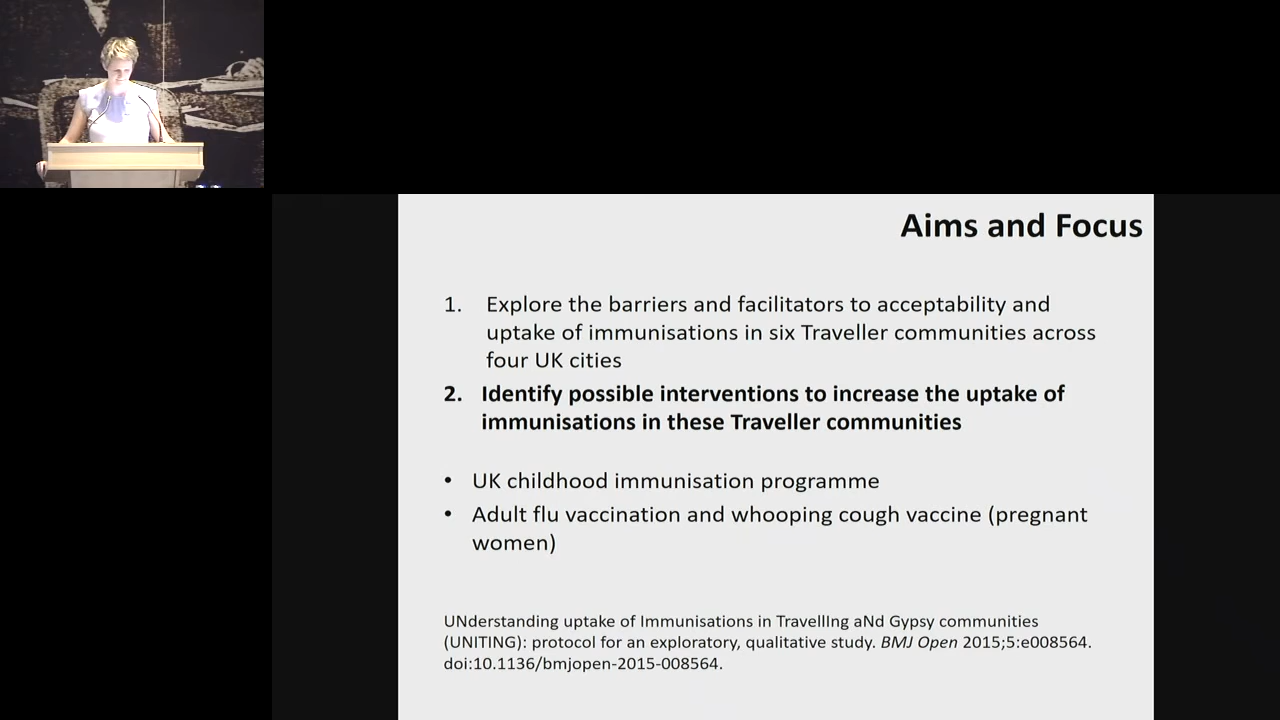 Aims and Focus
1. Explore the barriers and facilitators to acceptability and
uptake of immunisations in six Traveller communities across
four UK cities
2. Identify possible interventions to increase the uptake of
immunisations in these Traveller communities
• UK childhood immunisation programme
• Adult flu vaccination and whooping cough vaccine (pregnant
women)
UNderstanding uptake of Immunisations in TravellIng aNd Gypsy communities
(UNITING): protocol for an exploratory, qualitative study. BMJ Open 2015;5:e008564.
doi:10.1136/bmjopen-2015-008564.